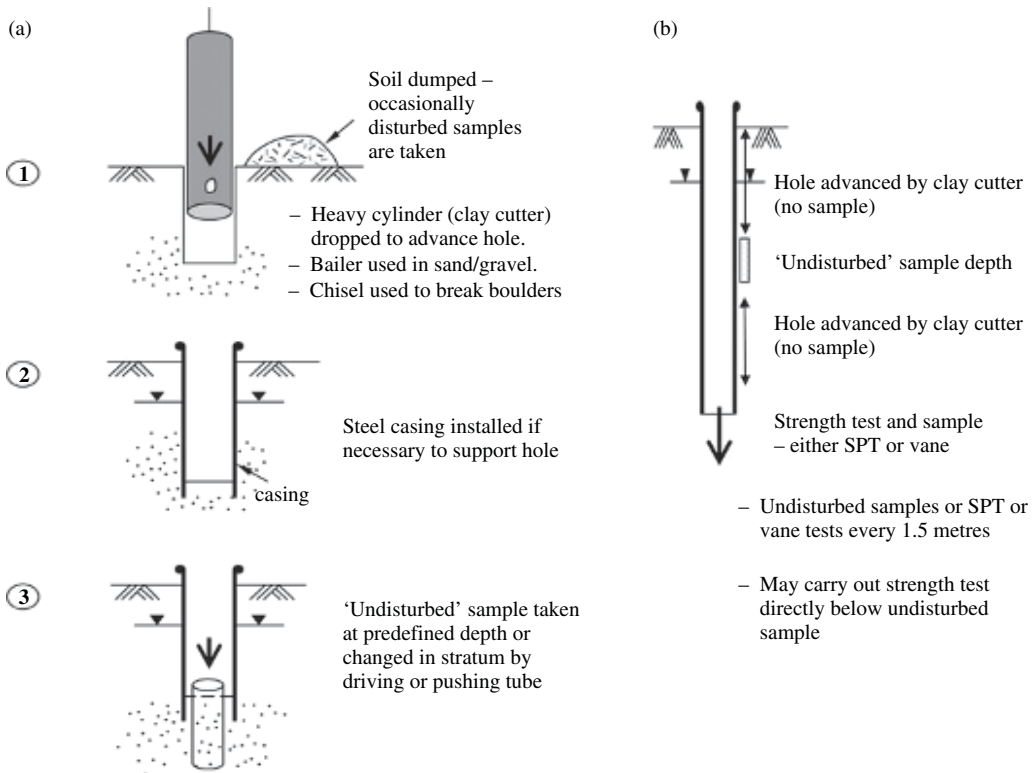 (a)
Soil dumped –
occasionally
disturbed samples
are taken
1
– Heavy cylinder (clay cutter)
dropped to advance hole.
– Bailer used in sand/gravel.
– Chisel used to break boulders
2
Steel casing installed if
necessary to support hole
casing
3
‘Undisturbed’ sample taken
at predefined depth or
changed in stratum by
driving or pushing tube
(b)
Hole advanced by clay cutter
(no sample)
‘Undisturbed’ sample depth
Hole advanced by clay cutter
(no sample)
Strength test and sample
– either SPT or vane
– Undisturbed samples or SPT or
vane tests every 1.5 metres
– May carry out strength test
directly below undisturbed
sample